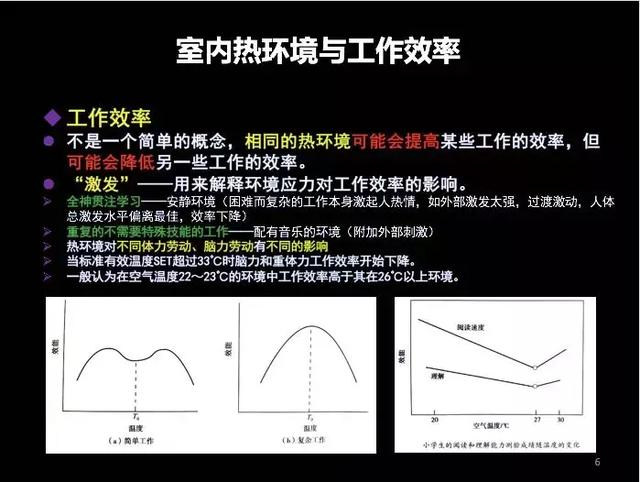 室内热环境与工作效率
工作效率
不是一个简单的概念，相同的热环境可能会提高某些工作的效率，但
可能会降低另一些工作的效率。
“激发”——用来解释环境应力对工作效率的影响。
全神贯注学习——安静环境（困难而复杂的工作本身激起人热情，如外部激发太强，过渡激动，人体
总激发水平偏离最佳，效率下降）
重复的不需要特殊技能的工作——配有音乐的环境（附加外部刺激）
热环境对不同体力劳动、脑力劳动有不同的影响
当标准有效温度SET超过33℃时脑力和重体力工作效率开始下降。
一般认为在空气温度22～23℃的环境中工作效率高于其在26℃以上环境。
效能
T₀
温度
（a）简单工作
效能
T₀
温度
（b）复杂工作
效能
阅读速度
理解
20
27
30
空气温度/℃
小学生的阅读和理解能力测验成绩随温度的变化
6